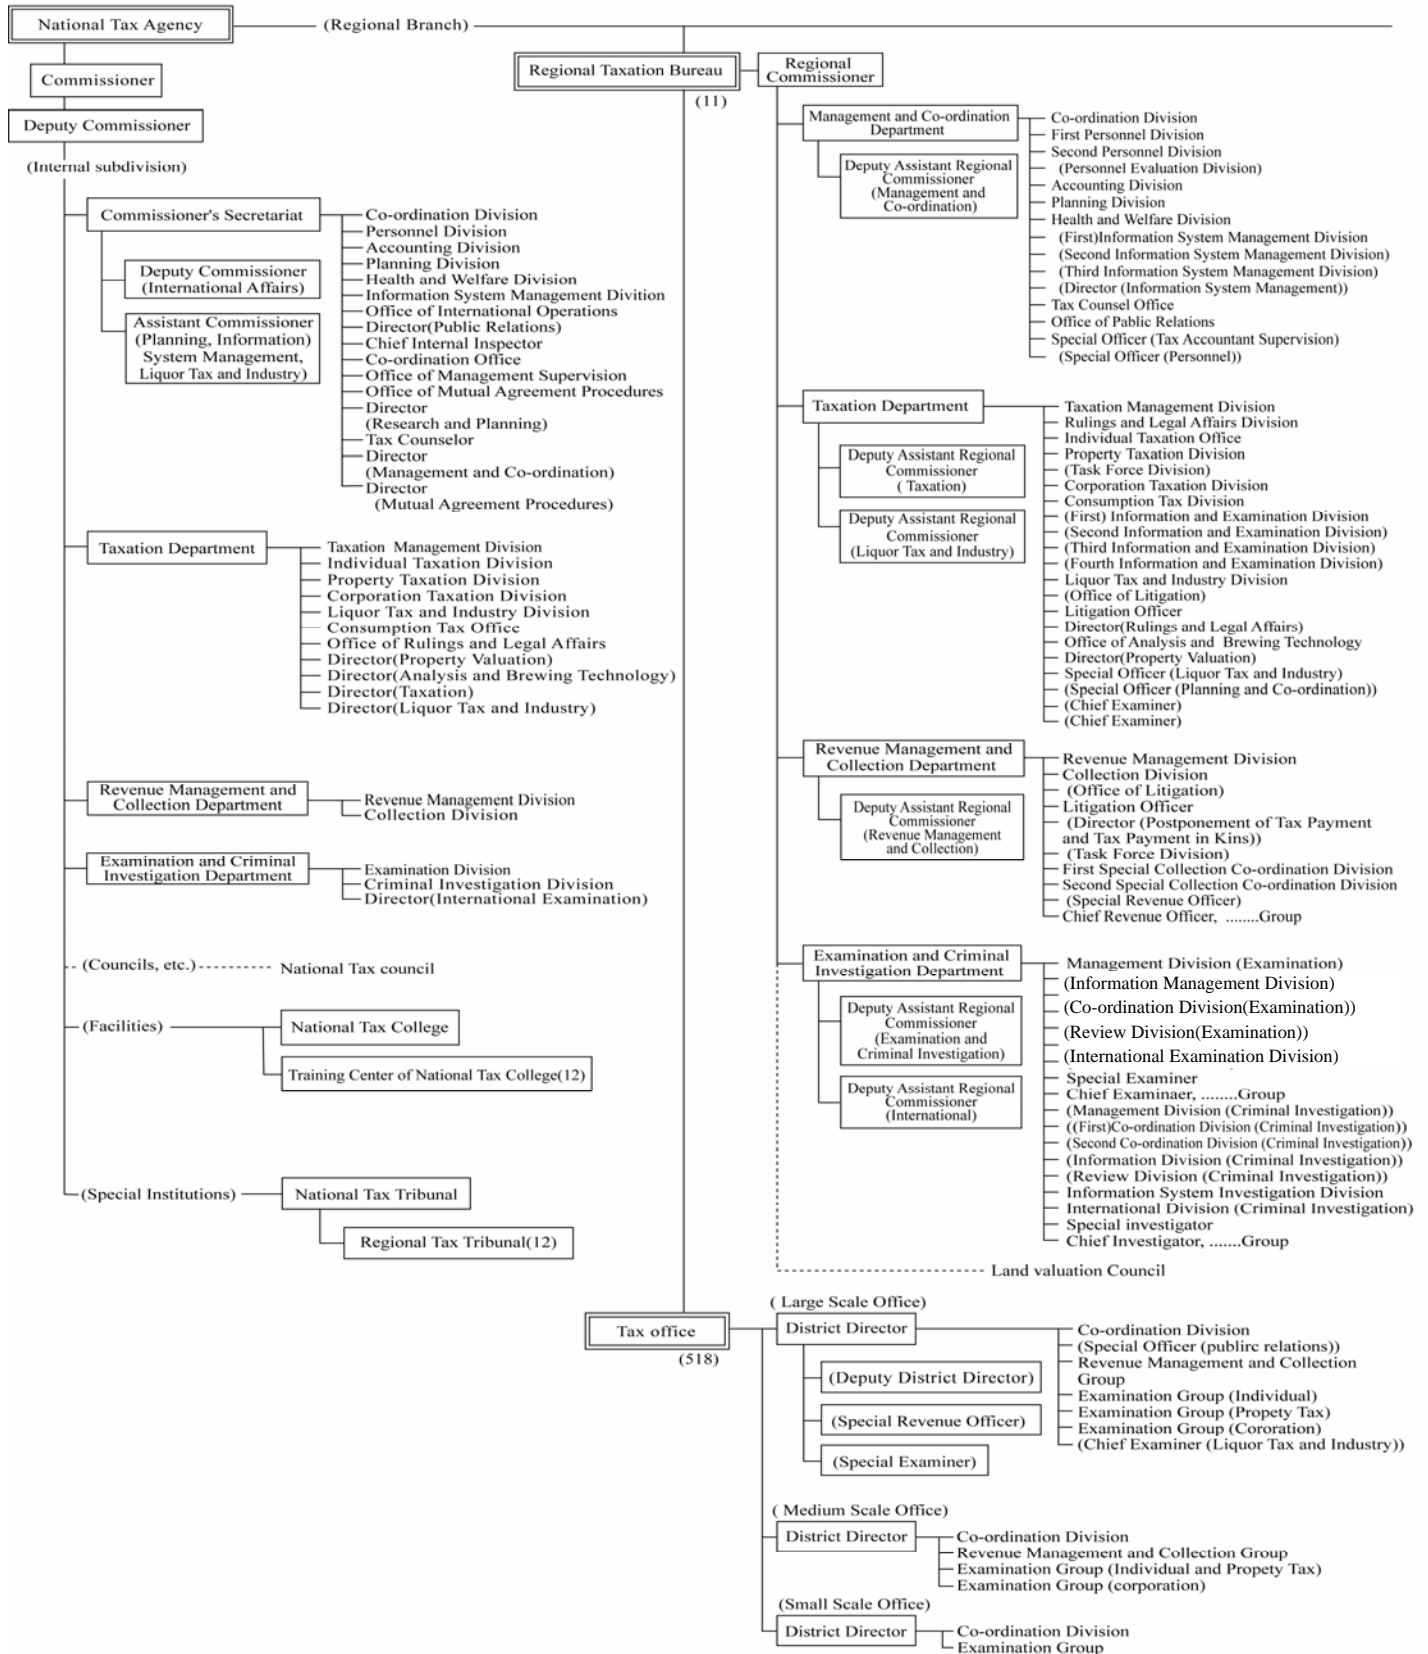 National Tax Agency
(Regional Branch)
Commissioner
Deputy Commissioner
(Internal subdivision)
Commissioner's Secretariat
Deputy Commissioner
(International Affairs)
Assistant Commissioner
(Planning, Information)
System Management,
Liquor Tax and Industry)
Co-ordination Division
Personnel Division
Accounting Division
Planning Division
Health and Welfare Division
Information System Management Divition
Office of International Operations
Director(Public Relations)
Chief Internal Inspector
Co-ordination Office
Office of Management Supervision
Office of Mutual Agreement Procedures
Director
(Research and Planning)
Tax Counselor
Director
(Management and Co-ordination)
Director
(Mutual Agreement Procedures)
Taxation Department
Taxation Management Division
Individual Taxation Division
Property Taxation Division
Corporation Taxation Division
Liquor Tax and Industry Division
Consumption Tax Office
Office of Rulings and Legal Affairs
Director(Property Valuation)
Director(Analysis and Brewing Technology)
Director(Taxation)
Director(Liquor Tax and Industry)
Revenue Management and
Collection Department
Revenue Management Division
Collection Division
Examination and Criminal
Investigation Department
Examination Division
Criminal Investigation Division
Director(International Examination)
(Councils, etc.)
National Tax council
(Facilities)
National Tax College
Training Center of National Tax College(12)
(Special Institutions)
National Tax Tribunal
Regional Tax Tribunal(12)
Regional Taxation Bureau
(11)
Regional
Commissioner
Management and Co-ordination
Department
Deputy Assistant Regional
Commissioner
(Management and
Co-ordination)
Co-ordination Division
First Personnel Division
Second Personnel Division
(Personnel Evaluation Division)
Accounting Division
Planning Division
Health and Welfare Division
(First)Information System Management Division
(Second Information System Management Division)
(Third Information System Management Division)
(Director (Information System Management))
Tax Counsel Office
Office of Public Relations
Special Officer (Tax Accountant Supervision)
(Special Officer (Personnel))
Taxation Department
Deputy Assistant Regional
Commissioner
( Taxation)
Deputy Assistant Regional
Commissioner
(Liquor Tax and Industry)
Taxation Management Division
Rulings and Legal Affairs Division
Individual Taxation Office
Property Taxation Division
(Task Force Division)
Corporation Taxation Division
Consumption Tax Division
(First) Information and Examination Division
(Second Information and Examination Division)
(Third Information and Examination Division)
(Fourth Information and Examination Division)
Liquor Tax and Industry Division
(Office of Litigation)
Litigation Officer
Director(Rulings and Legal Affairs)
Office of Analysis and Brewing Technology
Director(Property Valuation)
Special Officer (Liquor Tax and Industry)
(Special Officer (Planning and Co-ordination))
(Chief Examiner)
(Chief Examiner)
Revenue Management and
Collection Department
Deputy Assistant Regional
Commissioner
(Revenue Management
and Collection)
Revenue Management Division
Collection Division
(Office of Litigation)
Litigation Officer
(Director (Postponement of Tax Payment
and Tax Payment in Kins))
(Task Force Division)
First Special Collection Co-ordination Division
Second Special Collection Co-ordination Division
(Special Revenue Officer)
Chief Revenue Officer, ........Group
Examination and Criminal
Investigation Department
Deputy Assistant Regional
Commissioner
(Examination and
Criminal Investigation)
Deputy Assistant Regional
Commissioner
(International)
Management Division (Examination)
(Information Management Division)
(Co-ordination Division(Examination))
(Review Division(Examination))
(International Examination Division)
Special Examiner
Chief Examinaer, ........Group
(Management Division (Criminal Investigation))
((First)Co-ordination Division (Criminal Investigation))
(Second Co-ordination Division (Criminal Investigation))
(Information Division (Criminal Investigation))
(Review Division (Criminal Investigation))
Information System Investigation Division
International Division (Criminal Investigation)
Special investigator
Chief Investigator, .......Group
Land valuation Council
Tax office
(518)
( Large Scale Office)
District Director
(Deputy District Director)
(Special Revenue Officer)
(Special Examiner)
Co-ordination Division
(Special Officer (publirc relations))
Revenue Management and Collection
Group
Examination Group (Individual)
Examination Group (Propety Tax)
Examination Group (Cororation)
(Chief Examiner (Liquor Tax and Industry))
( Medium Scale Office)
District Director
Co-ordination Division
Revenue Management and Collection Group
Examination Group (Individual and Propety Tax)
Examination Group (corporation)
(Small Scale Office)
District Director
Co-ordination Division
Examination Group